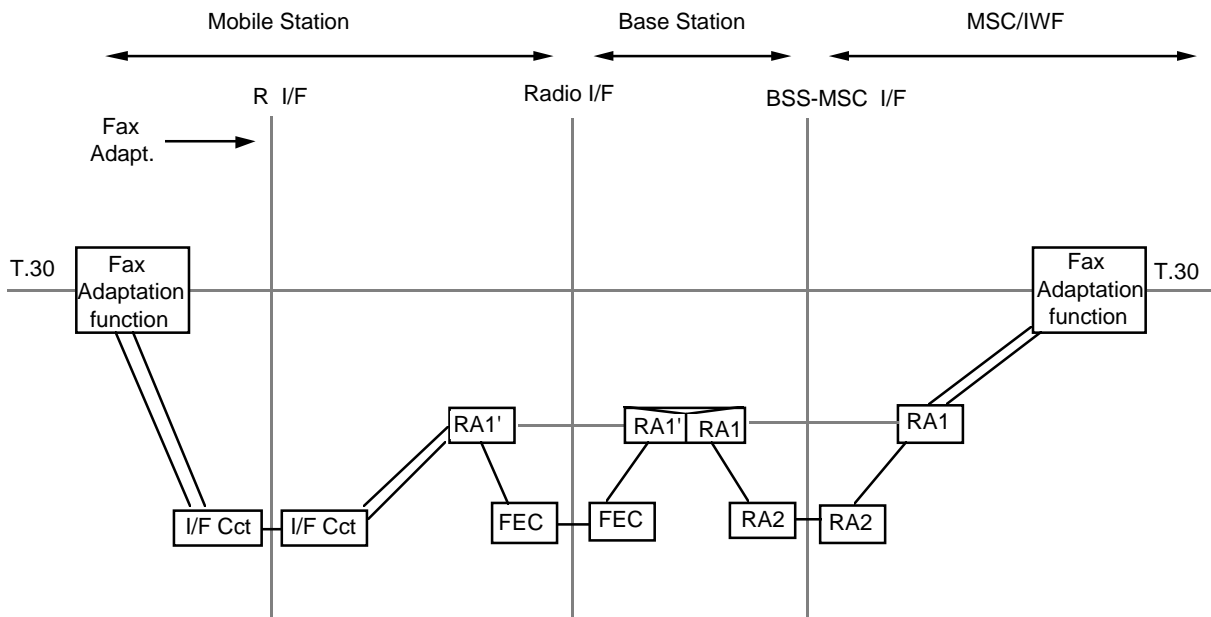 Mobile Station
Base Station
MSC/IWF
R I/F
Radio I/F
BSS-MSC I/F
Fax
Adapt.
T.30
Fax
Adaptation
function
Fax
Adaptation
function
T.30
RA1'
RA1'
RA1
RA1
I/F Cct
I/F Cct
FEC
FEC
RA2
RA2